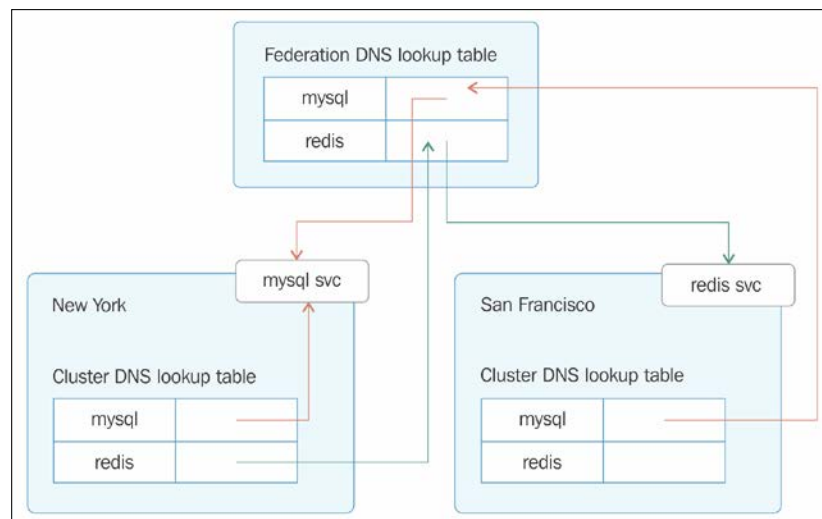 Federation DNS lookup table
mysql
redis
mysql svc
New York
Cluster DNS lookup table
mysql
redis
redis svc
San Francisco
Cluster DNS lookup table
mysql
redis